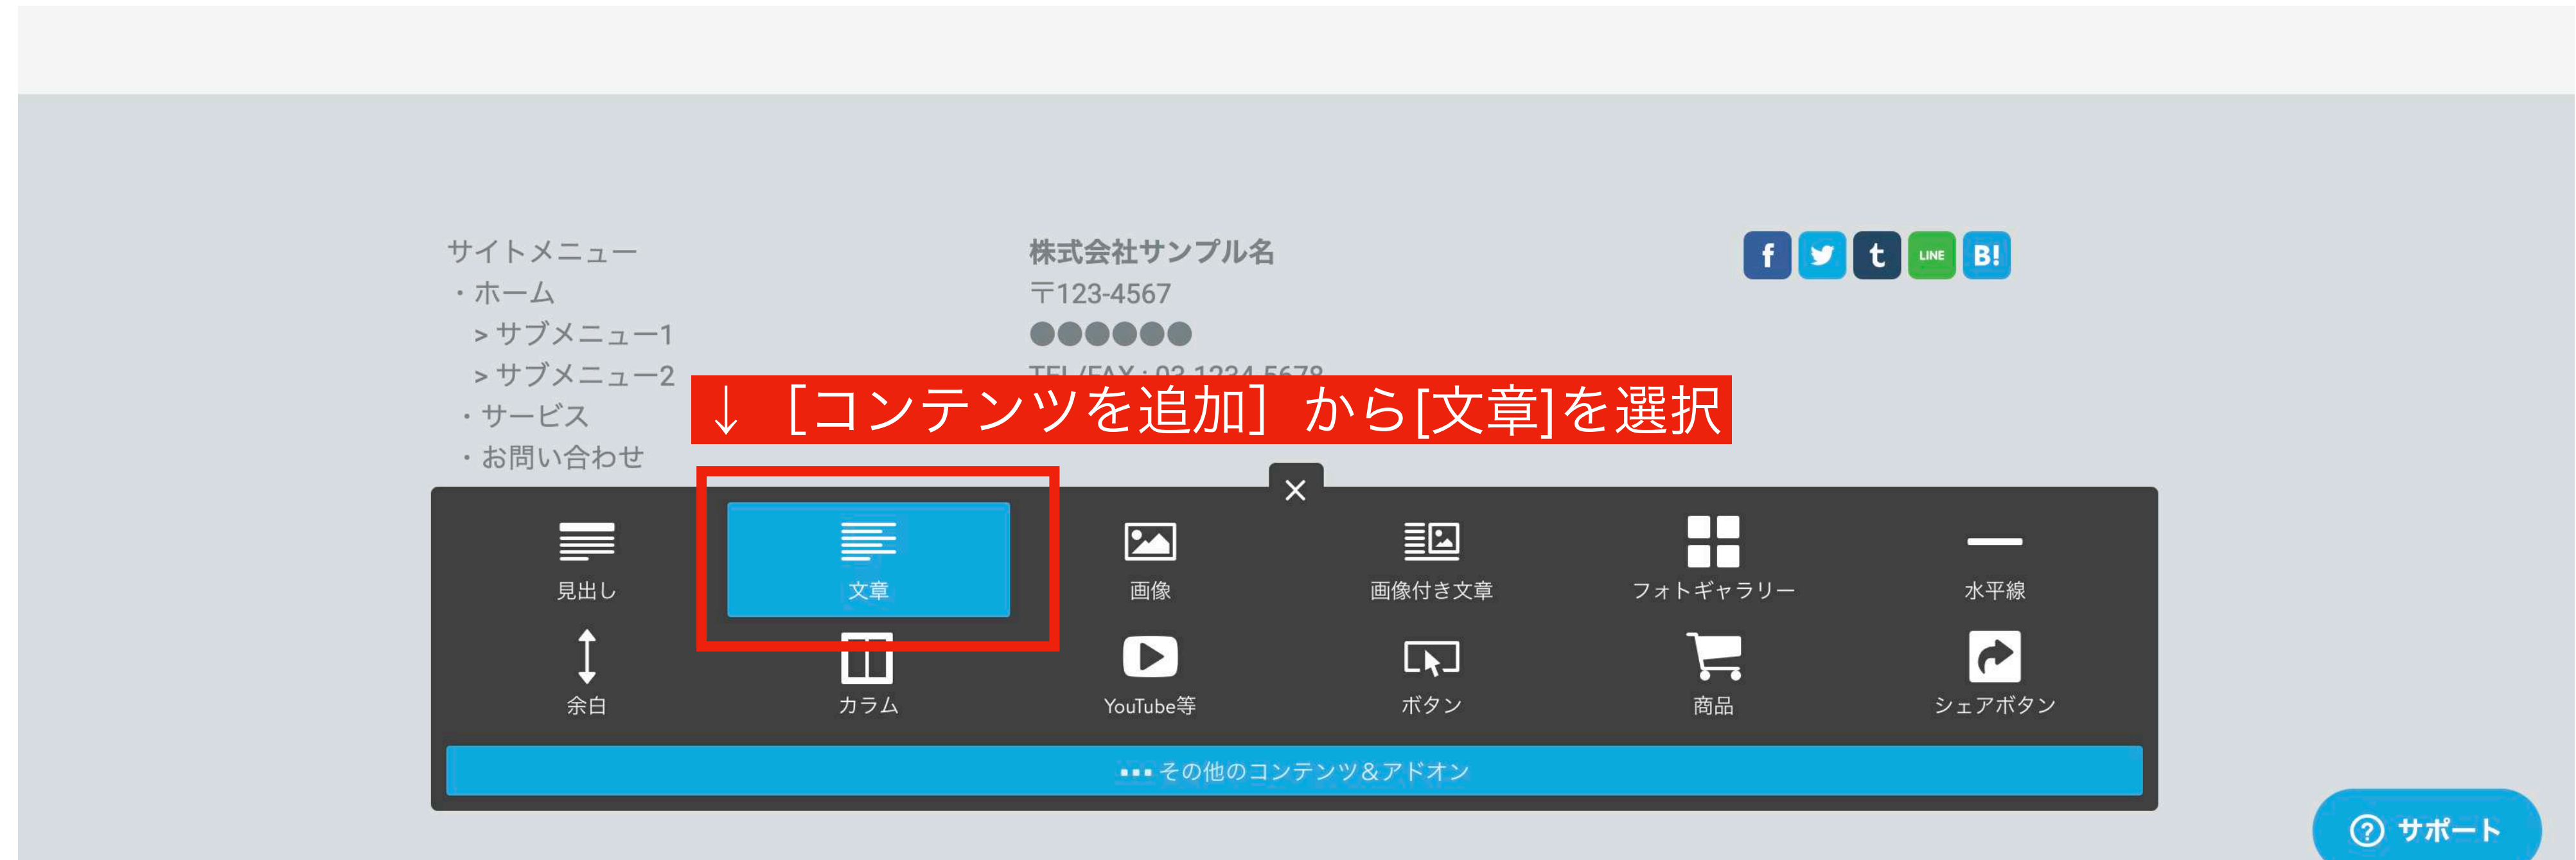 サイトメニュー
・ホーム
> サブメニュー1
> サブメニュー2
・サービス
・お問い合わせ
株式会社サンプル名
〒123-4567
●●●●●●
TEL/FAX : 03-1234-5678
f t LINE B!
↓ ［コンテンツを追加］から[文章]を選択
×
見出し 文章 画像 画像付き文章 フォトギャラリー 水平線
余白 カラム YouTube等 ボタン 商品 シェアボタン
その他のコンテンツ＆アドオン
? サポート